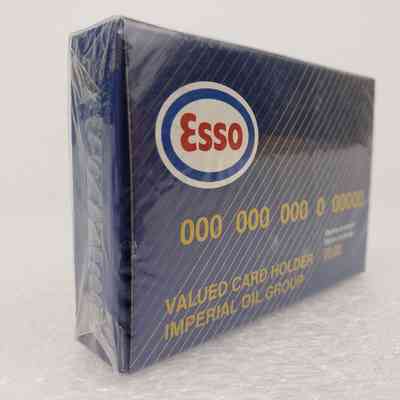 Esso
000 000 000 0 00000
VALUED CARD HOLDER
IMPERIAL OIL GROUP